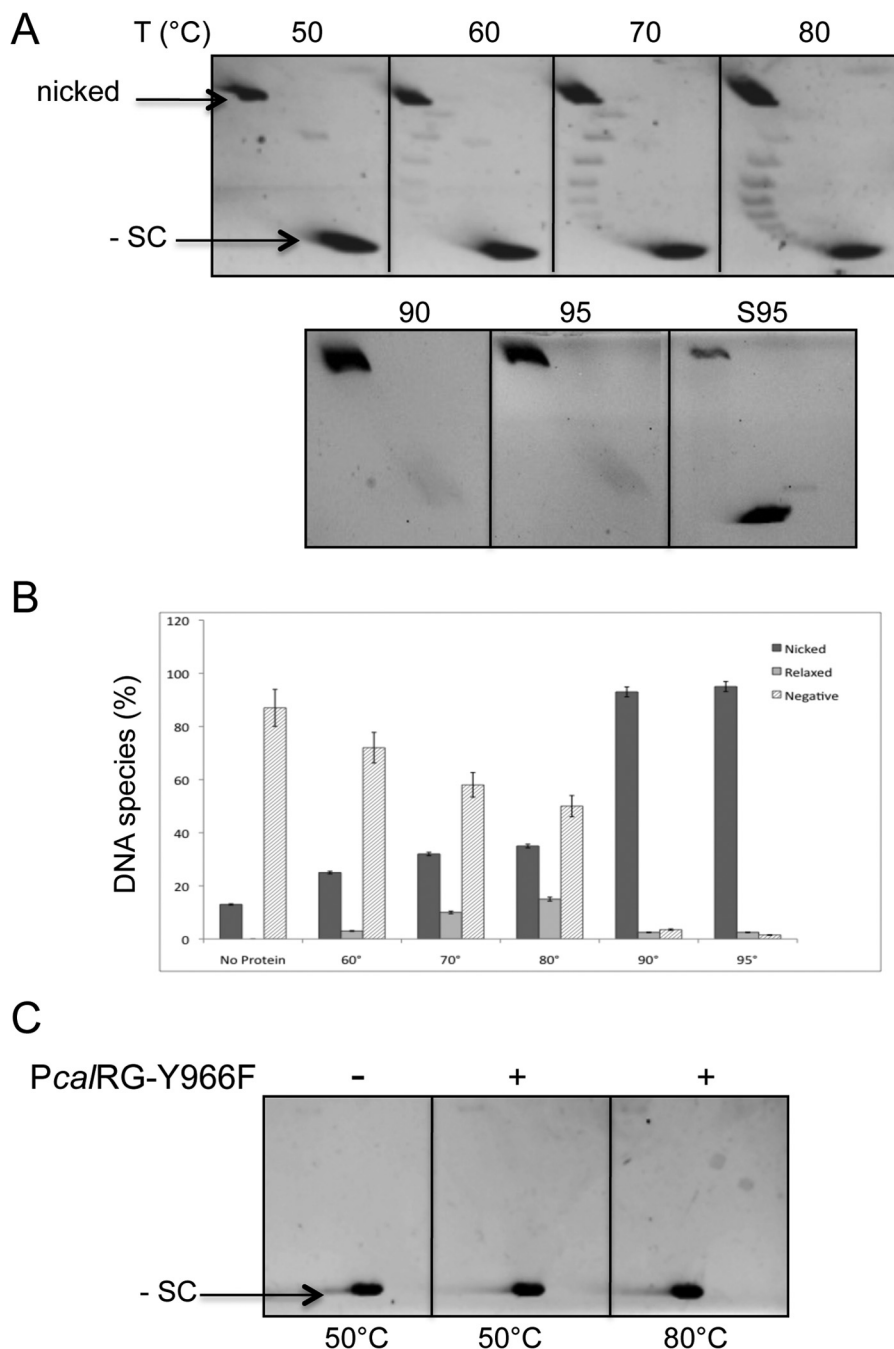 A
T (°C) 50 60 70 80
nicked
- SC
90 95 S95
B
DNA species (%)
120
100
80
60
40
20
0
Nicked
Relaxed
Negative
No Protein 60° 70° 80° 90° 95°
C
PcalRG-Y966F - + +
- SC
50°C 50°C 80°C